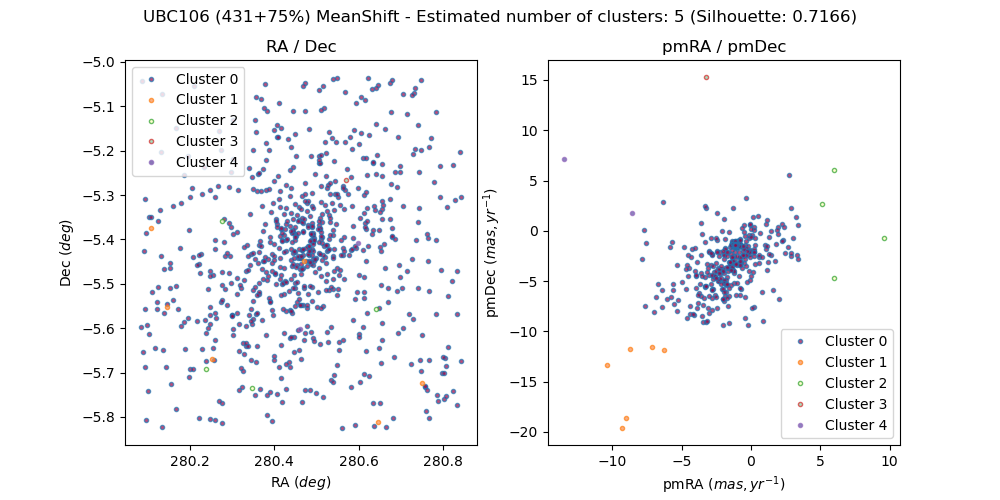 UBC106 (431+75%) MeanShift - Estimated number of clusters: 5 (Silhouette: 0.7166)
RA / Dec
−5.0
−5.1
−5.2
−5.3
−5.4
−5.5
−5.6
−5.7
−5.8
Dec (deg)
Cluster 0
Cluster 1
Cluster 2
Cluster 3
Cluster 4
280.2
280.4
280.6
280.8
RA (deg)
pmRA / pmDec
15
10
5
0
−5
−10
−15
−20
pmDec (mas, yr⁻¹)
Cluster 0
Cluster 1
Cluster 2
Cluster 3
Cluster 4
−10
−5
0
5
10
pmRA (mas, yr⁻¹)